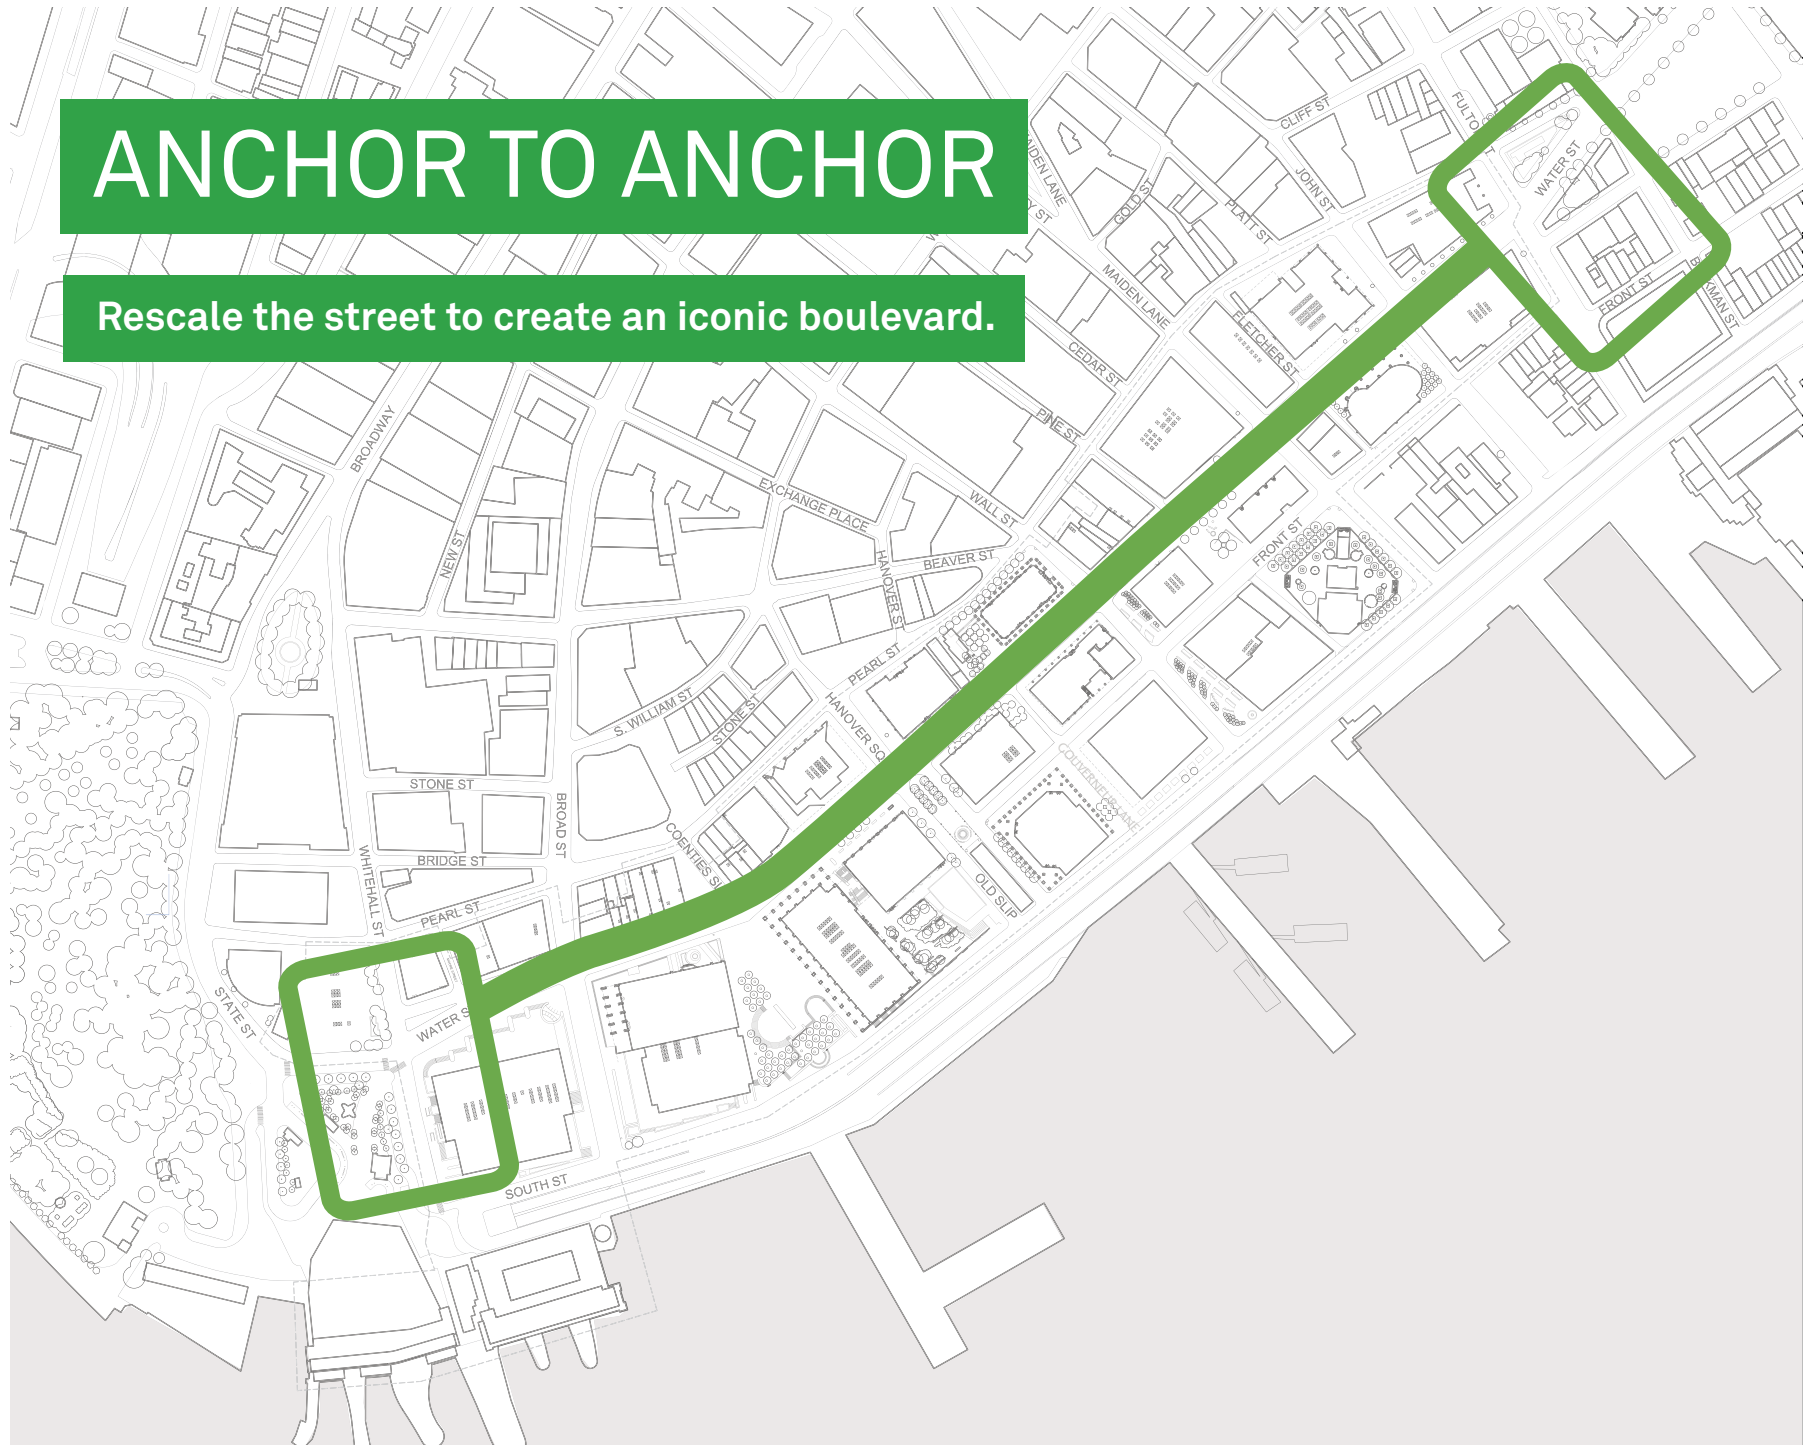 ANCHOR TO ANCHOR
Rescale the street to create an iconic boulevard.
CLIFF ST
WATER ST
JOHN ST
GOLD ST
PLATT ST
MAIDEN LANE
FLETCHER ST
CEDAR ST
PINE ST
FRONT ST
BROADWAY
EXCHANGE PLACE
WALL ST
NEW ST
BEAVER ST
HANOVER ST
FRONT ST
PEARL ST
S. WILLIAM ST
STONE ST
HANOVER SQ
GOUVERNEUR LANE
STONE ST
BROAD ST
BRIDGE ST
WHITEHALL ST
PEARL ST
OLD SLIP
STATE ST
WATER S
SOUTH ST